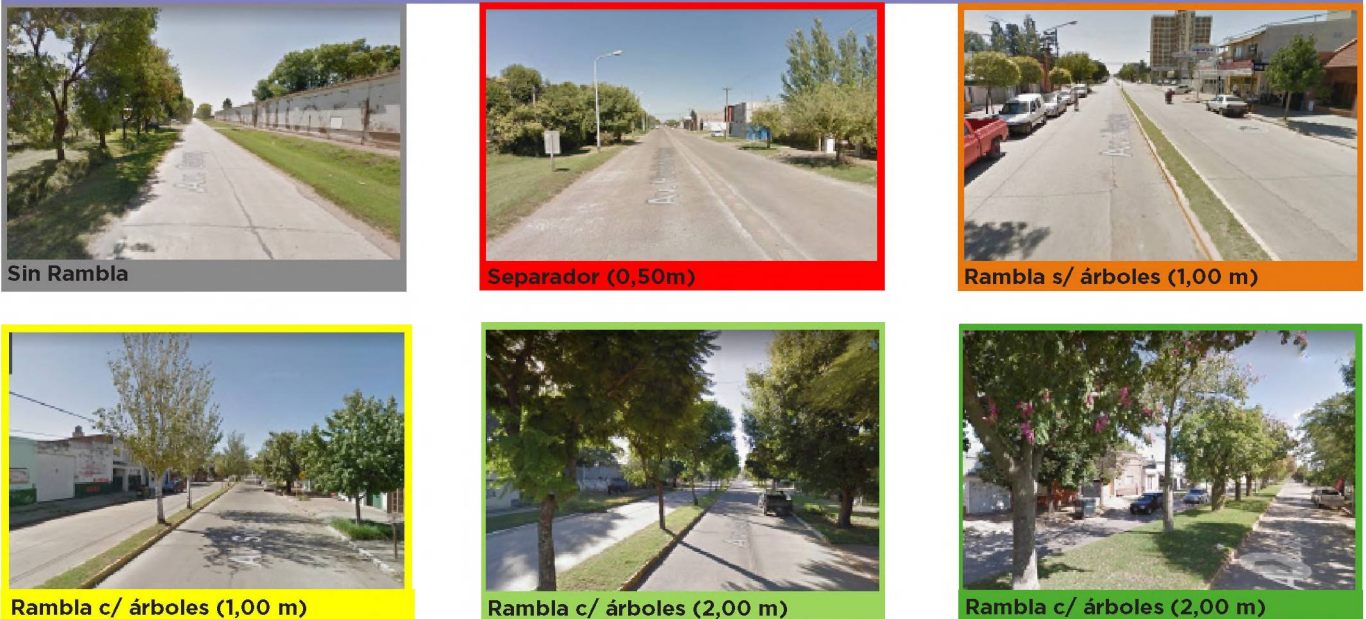 Sin Rambla
Separador (0,50m)
Rambla s/ árboles (1,00 m)
Rambla c/ árboles (1,00 m)
Rambla c/ árboles (2,00 m)
Rambla c/ árboles (2,00 m)